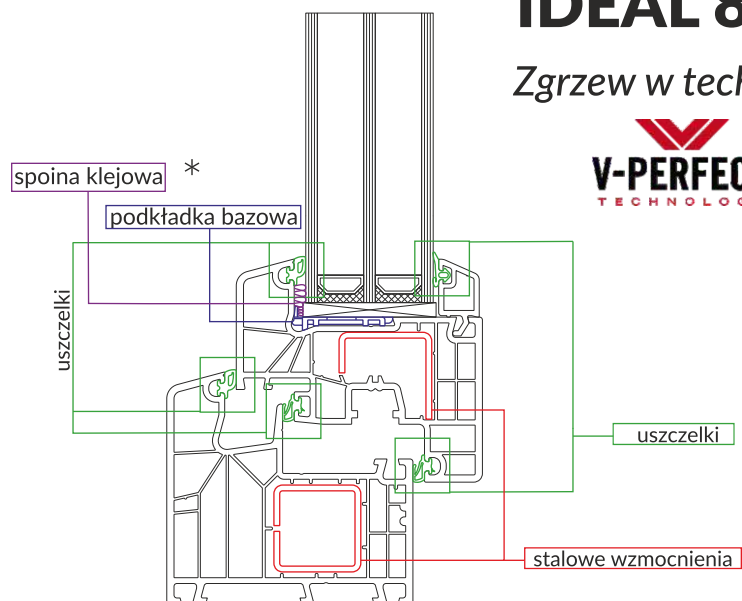 IDEAL 8
Zgrzew w tech
V-PERFEC
TECHNOLOG
spoina klejowa *
podkładka bazowa
uszczelki
uszczelki
stalowe wzmocnienia